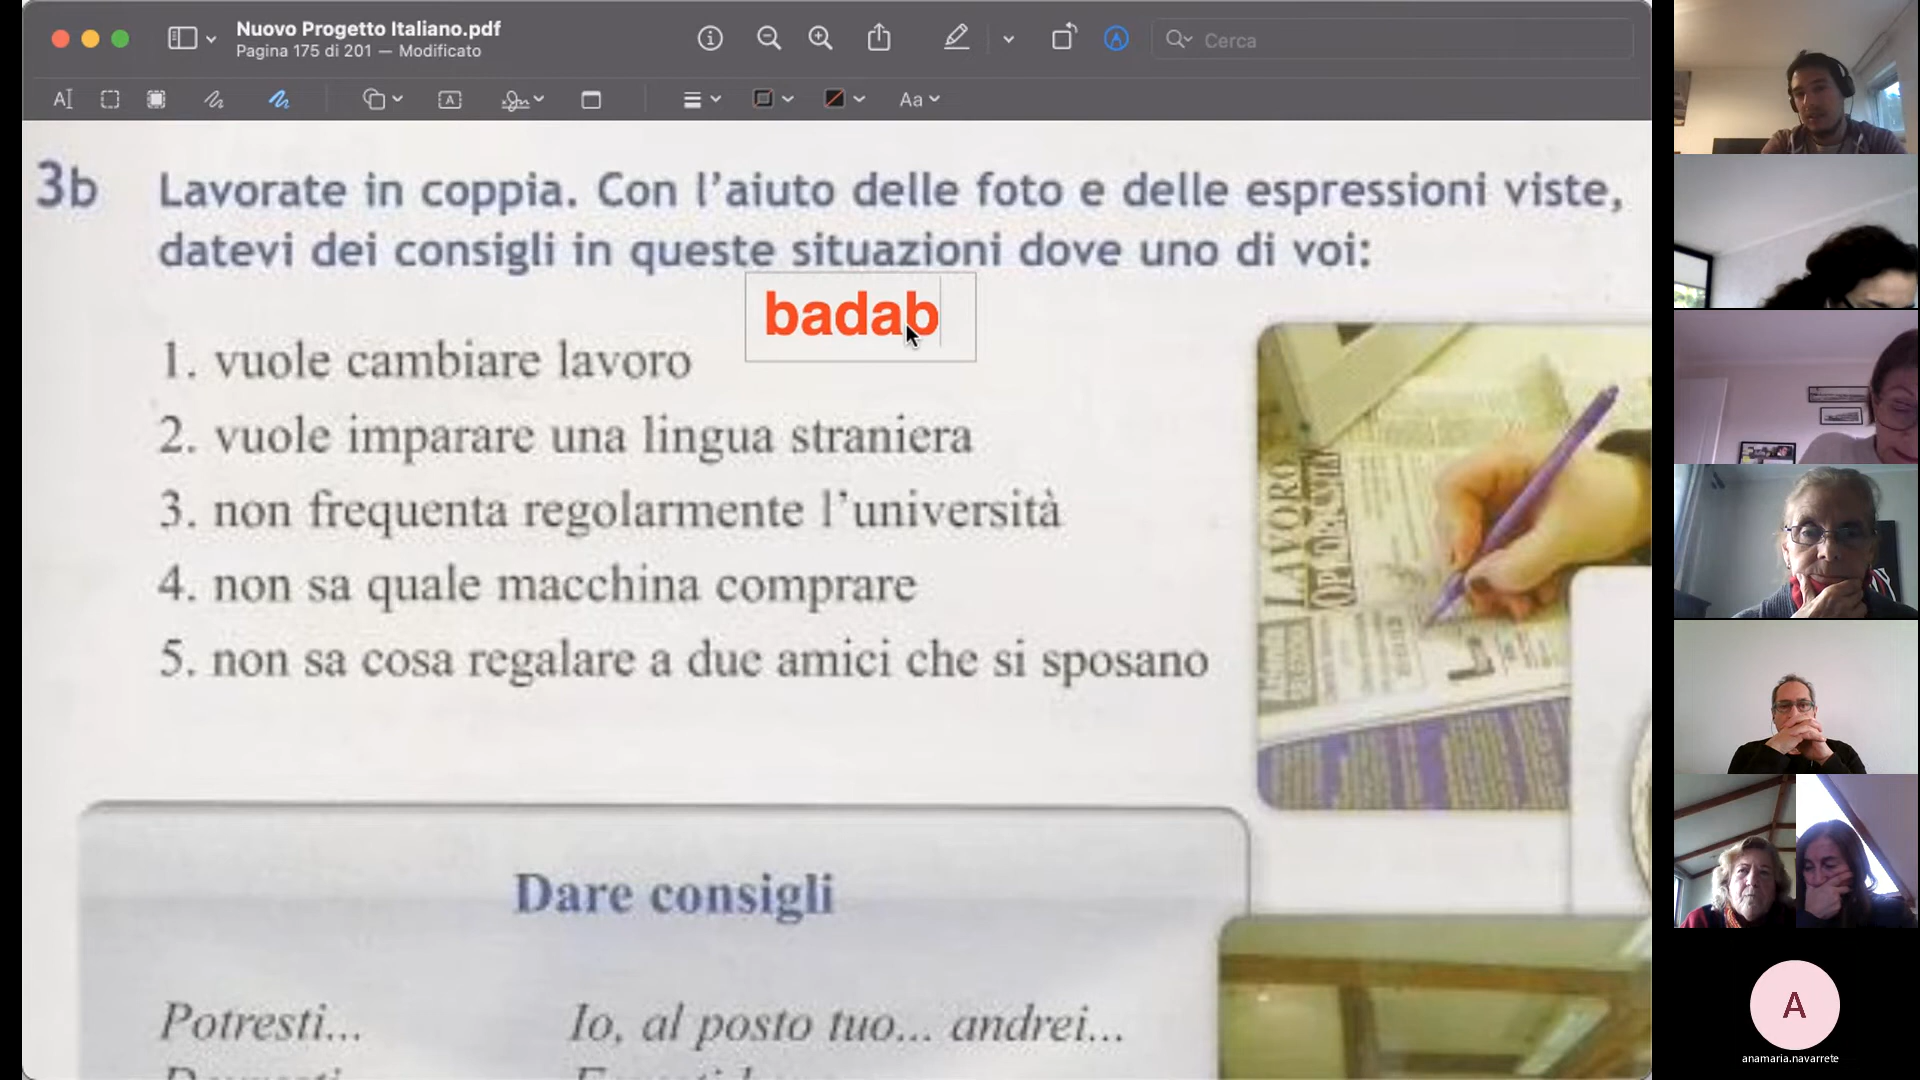 Nuovo Progetto Italiano.pdf
Pagina 175 di 201 — Modificato
Cerca
Aa
3b Lavorate in coppia. Con l'aiuto delle foto e delle espressioni viste,
datevi dei consigli in queste situazioni dove uno di voi:
badab
1. vuole cambiare lavoro
2. vuole imparare una lingua straniera
3. non frequenta regolarmente l'università
4. non sa quale macchina comprare
5. non sa cosa regalare a due amici che si sposano
LAVORO
Dare consigli
Potresti... Io, al posto tuo... andrei...
A
anamaria.navarrete